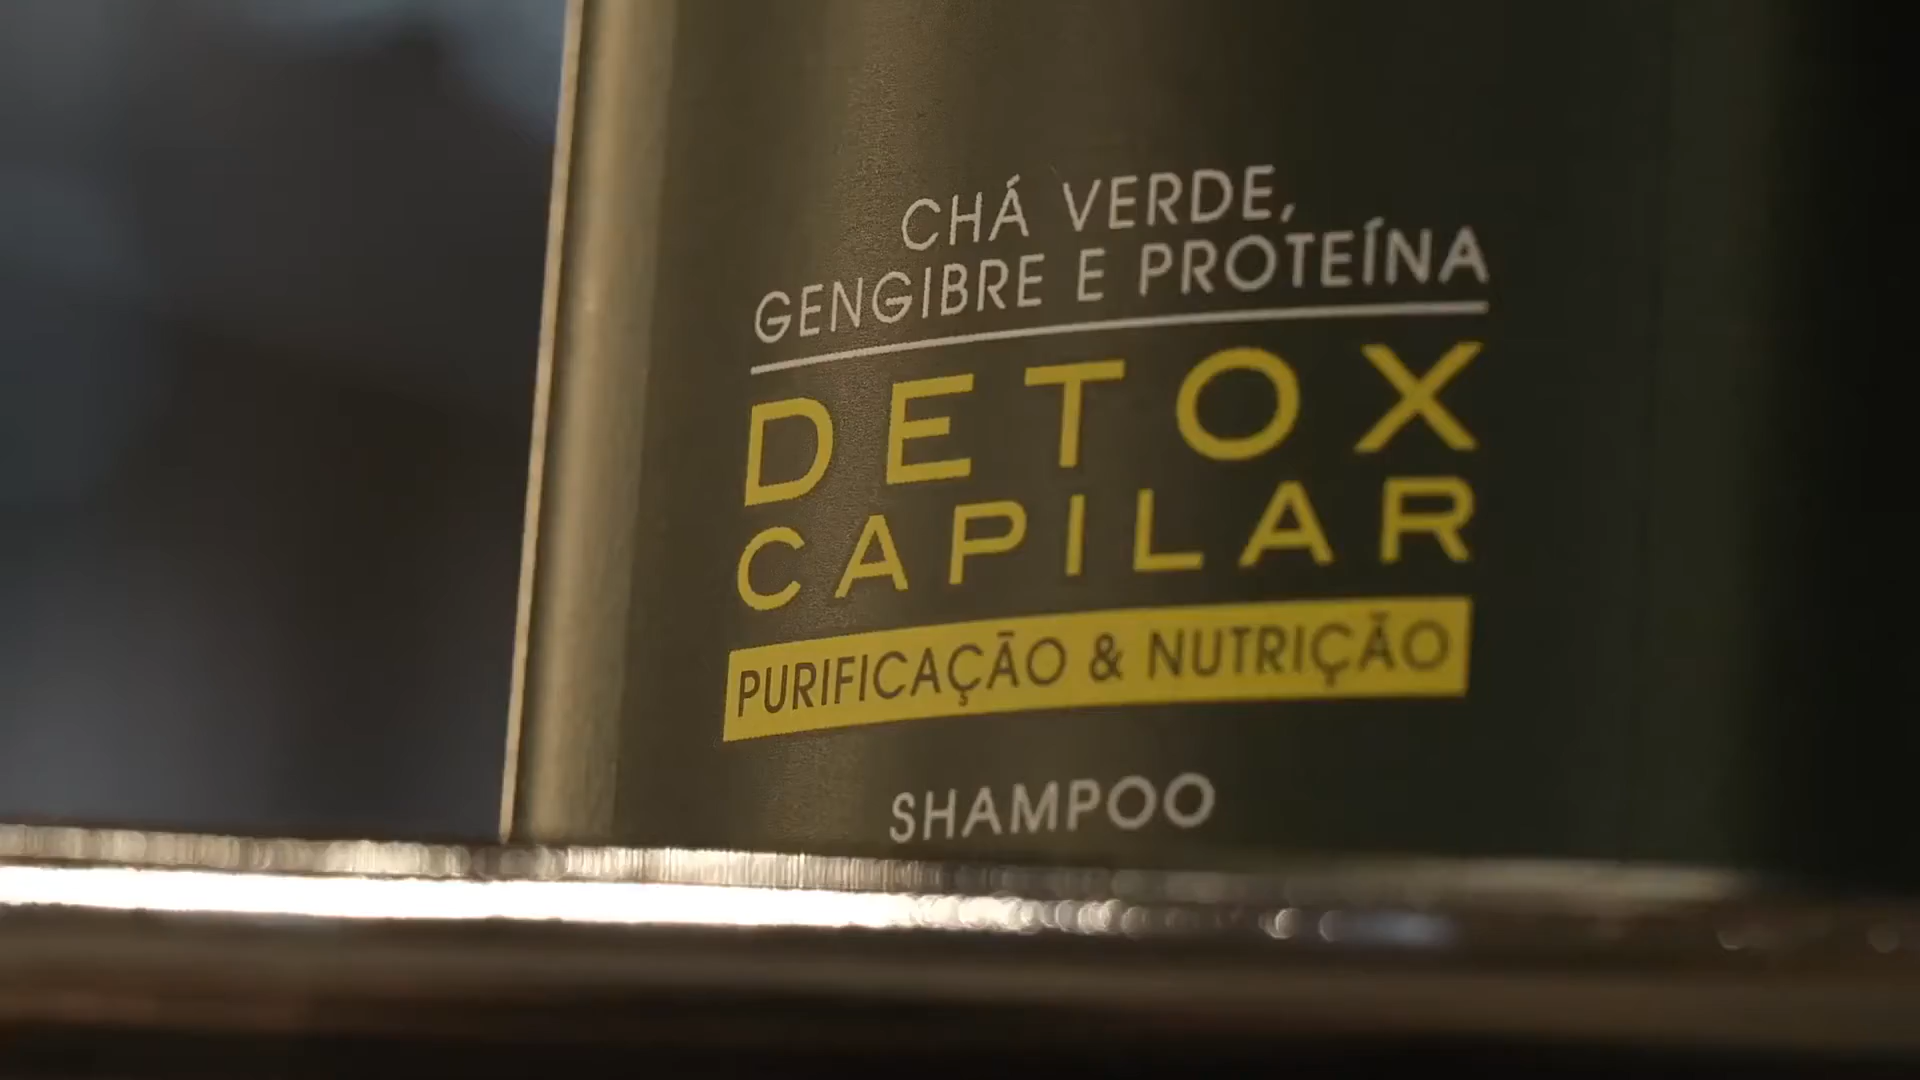 CHÁ VERDE,
GENGIBRE E PROTEÍNA
DETOX
CAPILAR
PURIFICAÇÃO & NUTRIÇÃO
SHAMPOO